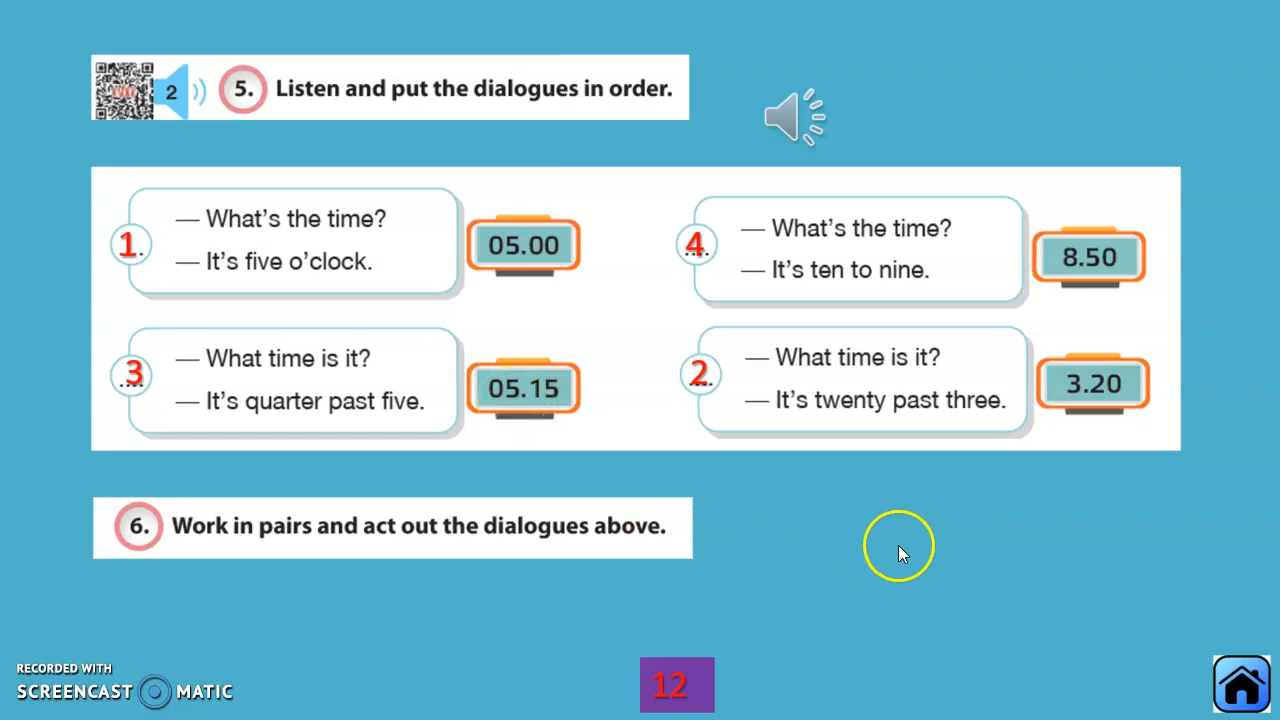 2
5. Listen and put the dialogues in order.
1.
— What's the time?
— It's five o'clock.
05.00
4
— What's the time?
— It's ten to nine.
8.50
3
— What time is it?
— It's quarter past five.
05.15
2
— What time is it?
— It's twenty past three.
3.20
6. Work in pairs and act out the dialogues above.
RECORDED WITH
SCREENCAST MATIC
12